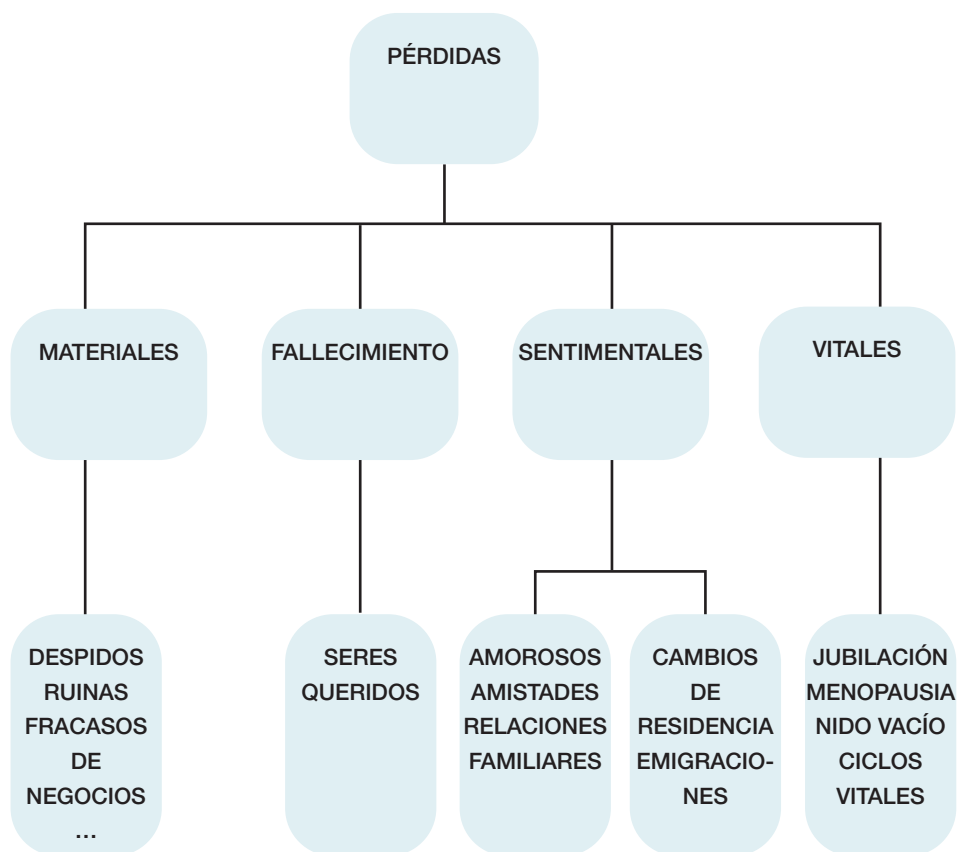 PÉRDIDAS
MATERIALES
FALLECIMIENTO
SENTIMENTALES
VITALES
DESPIDOS
RUINAS
FRACASOS
DE
NEGOCIOS
...
SERES
QUERIDOS
AMOROSOS
AMISTADES
RELACIONES
FAMILIARES
CAMBIOS
DE
RESIDENCIA
EMIGRACIO-
NES
JUBILACIÓN
MENOPAUSIA
NIDO VACÍO
CICLOS
VITALES